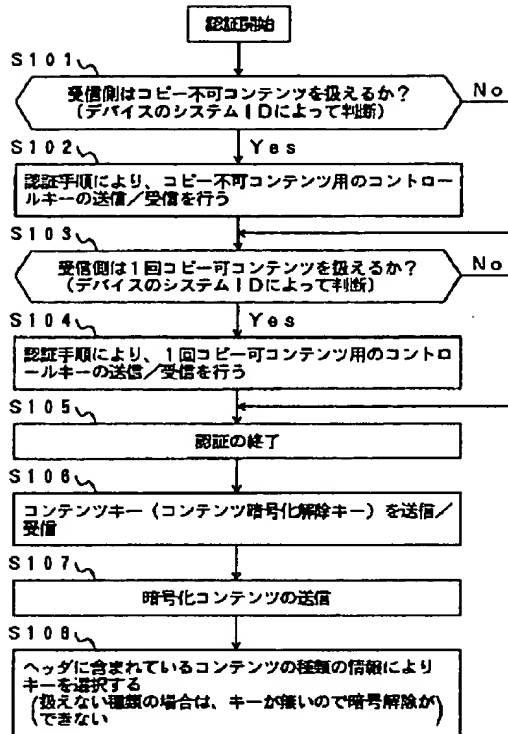 認証開始
S101
受信側はコピー不可コンテンツを扱えるか?
(デバイスのシステムIDによって判断)
No
Yes
S102
認証手順により、コピー不可コンテンツ用のコントロー
ルキーの送信/受信を行う
S103
受信側は1回コピー可コンテンツを扱えるか?
(デバイスのシステムIDによって判断)
No
Yes
S104
認証手順により、1回コピー可コンテンツ用のコントロ
ールキーの送信/受信を行う
S105
認証の終了
S106
コンテンツキー(コンテンツ暗号化解除キー)を送信/
受信
S107
暗号化コンテンツの送信
S108
ヘッダに含まれているコンテンツの種類の情報により
キーを選択する
(扱えない種類の場合は、キーが無いので暗号解除が
できない)